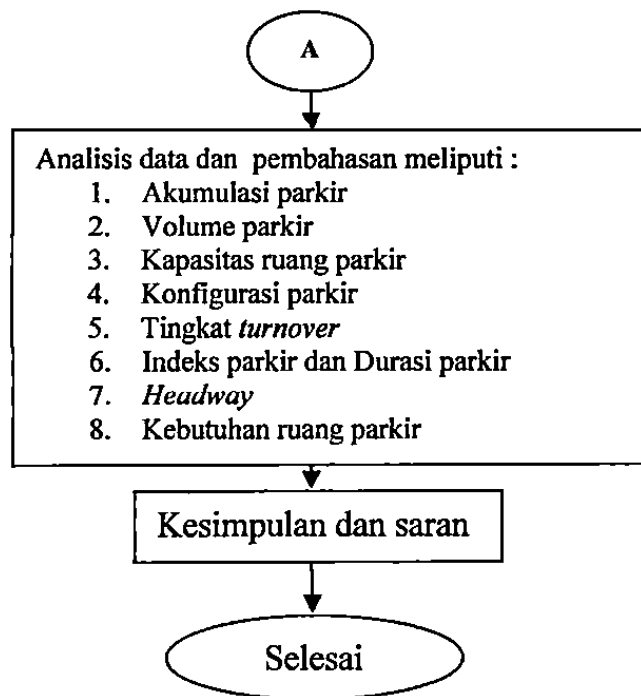 A
Analisis data dan pembahasan meliputi :
1. Akumulasi parkir
2. Volume parkir
3. Kapasitas ruang parkir
4. Konfigurasi parkir
5. Tingkat turnover
6. Indeks parkir dan Durasi parkir
7. Headway
8. Kebutuhan ruang parkir
Kesimpulan dan saran
Selesai